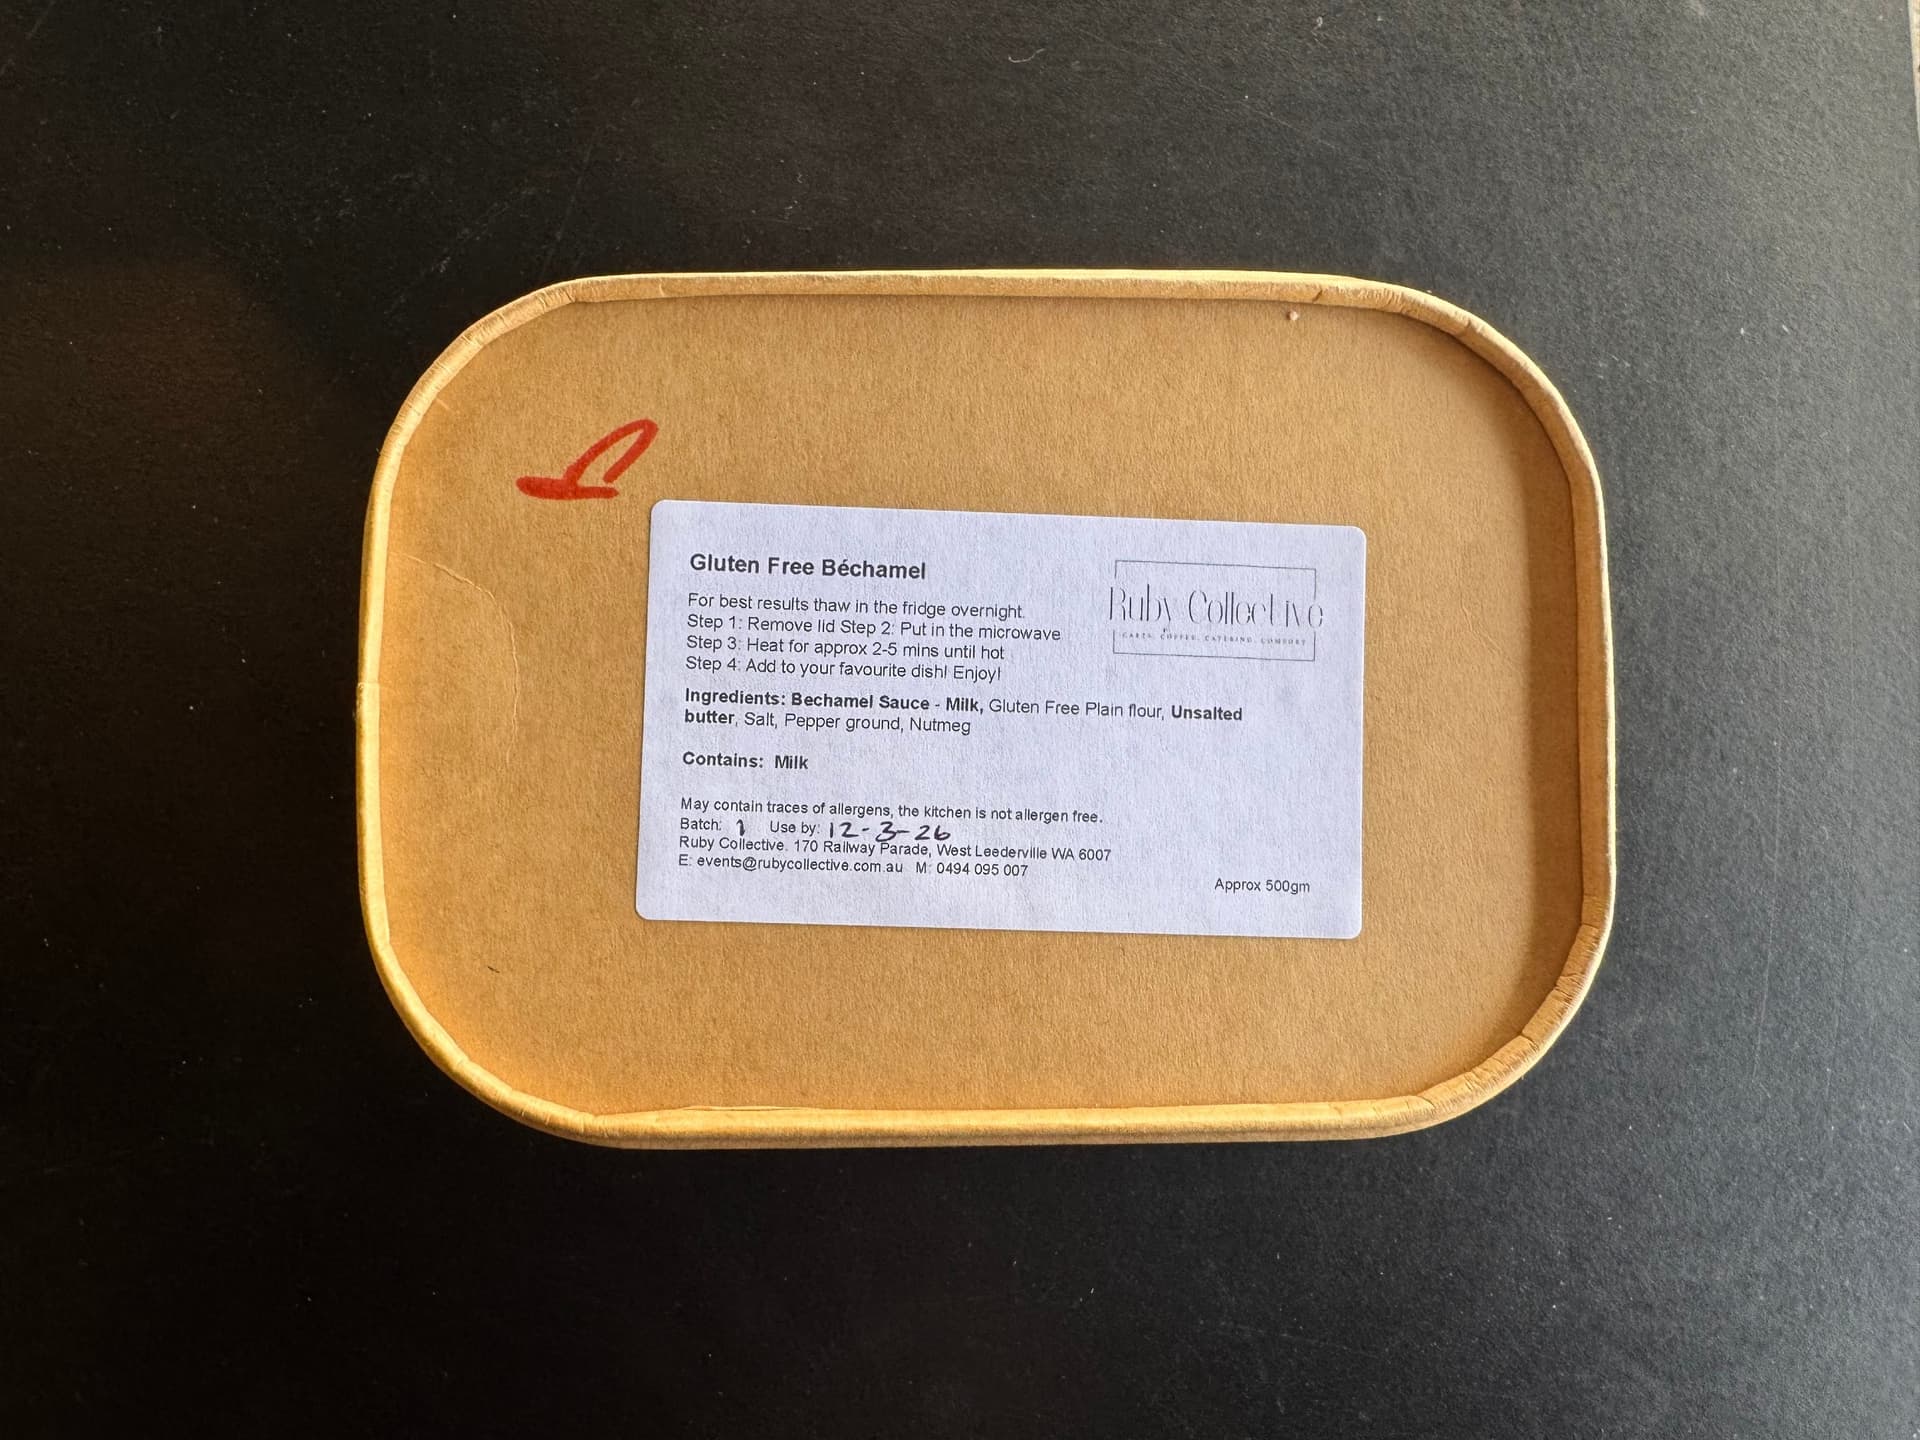 Gluten Free Béchamel
Ruby Collective
CAFES. COFFEE. CATERING. COMFORT
For best results thaw in the fridge overnight.
Step 1: Remove lid Step 2: Put in the microwave
Step 3: Heat for approx 2-5 mins until hot
Step 4: Add to your favourite dish! Enjoy!
Ingredients: Bechamel Sauce - Milk, Gluten Free Plain flour, Unsalted
butter, Salt, Pepper ground, Nutmeg
Contains: Milk
May contain traces of allergens, the kitchen is not allergen free.
Batch: 1 Use by: 12-3-26
Ruby Collective. 170 Railway Parade, West Leederville WA 6007
E: events@rubycollective.com.au M: 0494 095 007
Approx 500gm